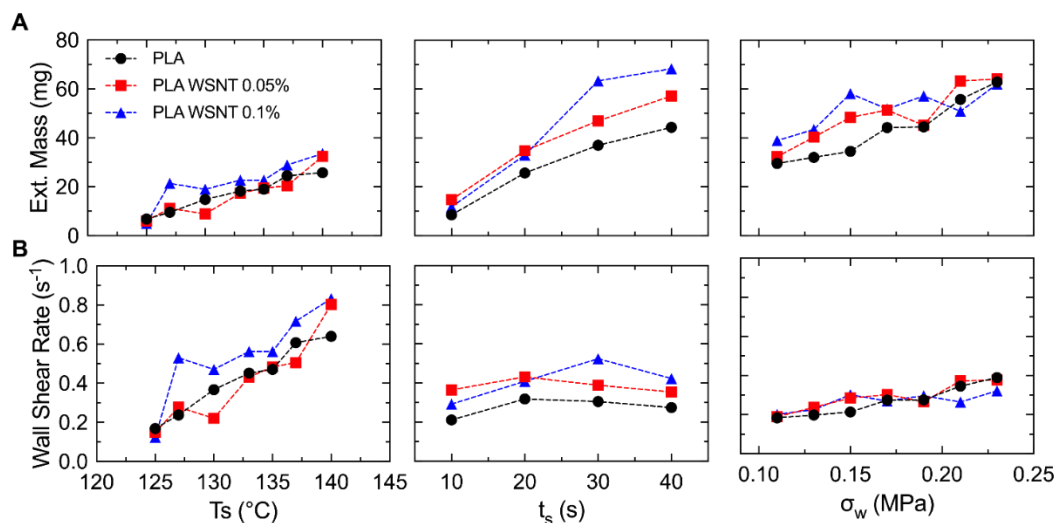 A
Ext. Mass (mg)
80
60
40
20
0
PLA
PLA WSNT 0.05%
PLA WSNT 0.1%
B
Wall Shear Rate (s⁻¹)
1.0
0.8
0.6
0.4
0.2
0.0
120 125 130 135 140 145
Ts (°C)
10 20 30 40
tₛ (s)
0.10 0.15 0.20 0.25
σw (MPa)